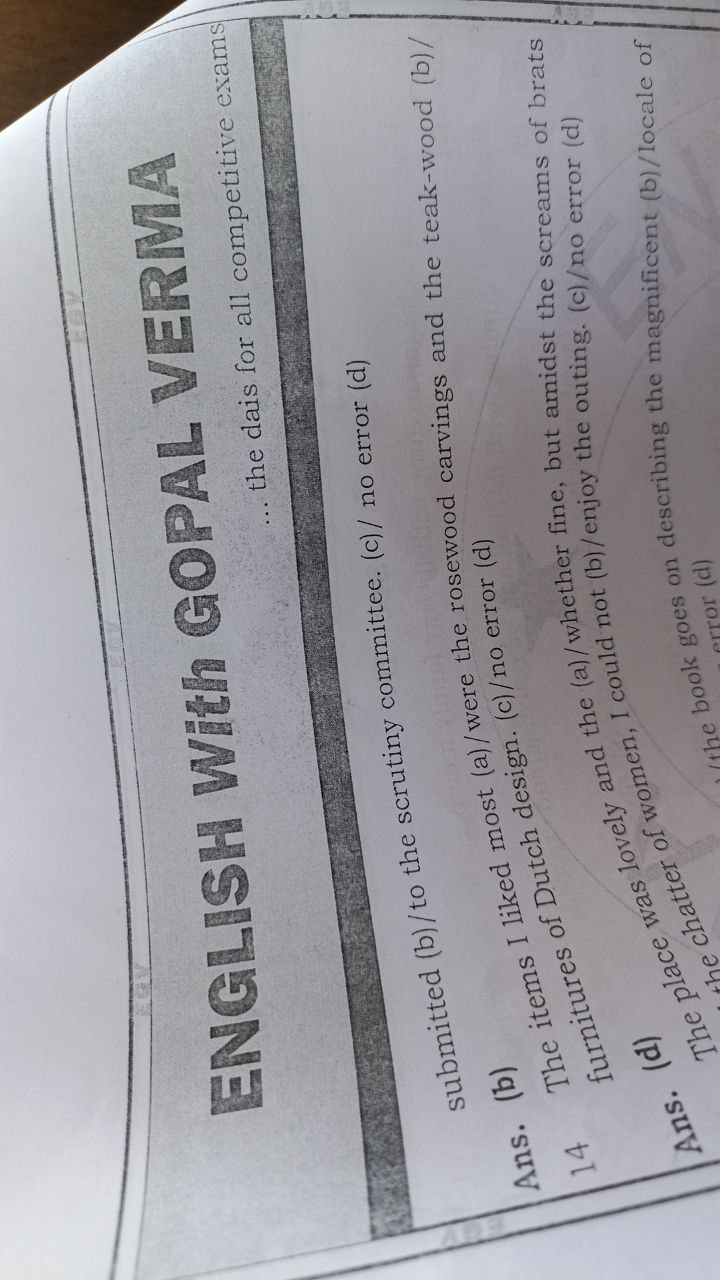 ENGLISH With GOPAL VERMA
... the dais for all competitive exams
submitted (b)/to the scrutiny committee. (c)/ no error (d)
Ans. (b)
14 The items I liked most (a)/were the rosewood carvings and the teak-wood (b)/
furnitures of Dutch design. (c)/no error (d)
Ans. (d)
The place was lovely and the (a)/whether fine, but amidst the screams of brats
the chatter of women, I could not (b)/enjoy the outing. (c)/no error (d)
/the book goes on describing the magnificent (b)/locale of
error (d)